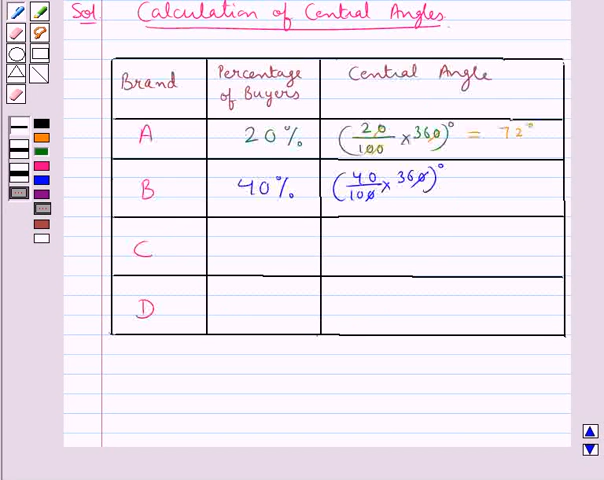 Sol Calculation of Central Angles.
Brand Percentage of Buyers Central Angle
A 20% (20/100 × 360)° = 72°
B 40% (40/100 × 360)°
C
D